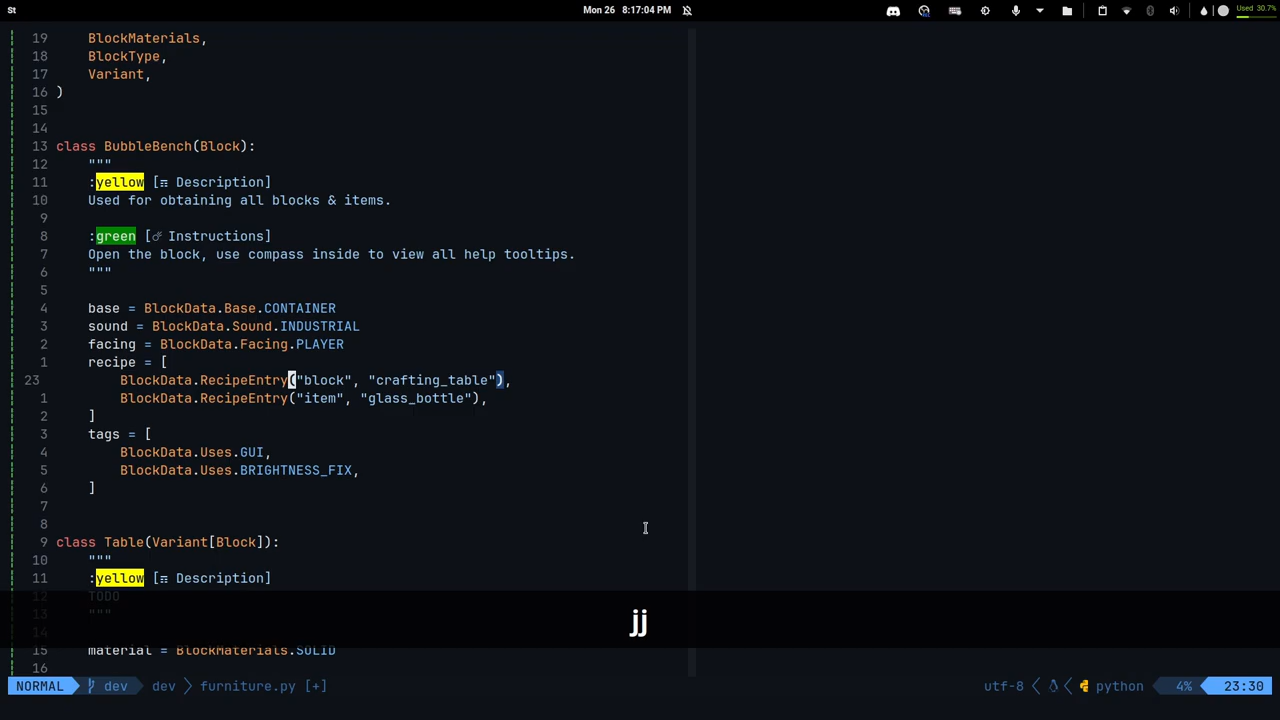 St
Mon 26 8:17:04 PM
Used 30.7%
19 BlockMaterials,
18 BlockType,
17 Variant,
16 )
15
14
13 class BubbleBench(Block):
12 """
11 :yellow [☶ Description]
10 Used for obtaining all blocks & items.
9
8 :green [☄ Instructions]
7 Open the block, use compass inside to view all help tooltips.
6 """
5
4 base = BlockData.Base.CONTAINER
3 sound = BlockData.Sound.INDUSTRIAL
2 facing = BlockData.Facing.PLAYER
1 recipe = [
23 BlockData.RecipeEntry("block", "crafting_table"),
1 BlockData.RecipeEntry("item", "glass_bottle"),
2 ]
3 tags = [
4 BlockData.Uses.GUI,
5 BlockData.Uses.BRIGHTNESS_FIX,
6 ]
7
8
9 class Table(Variant[Block]):
10 """
11 :yellow [☶ Description]
12 TODO
13 """
14
15 material = BlockMaterials.SOLID
16
jj
NORMAL dev dev furniture.py [+]
utf-8 python 4% 23:30